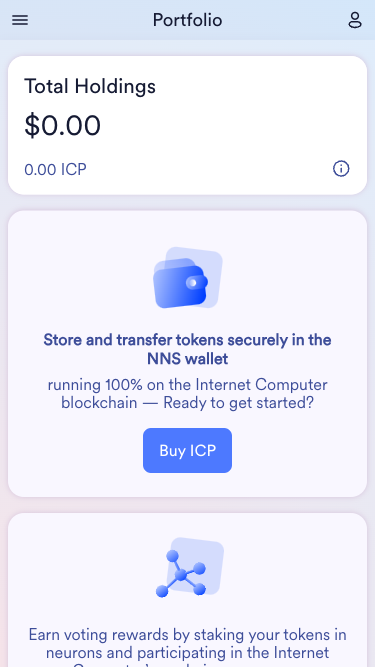 Portfolio
Total Holdings
$0.00
0.00 ICP
Store and transfer tokens securely in the
NNS wallet
running 100% on the Internet Computer
blockchain — Ready to get started?
Buy ICP
Earn voting rewards by staking your tokens in
neurons and participating in the Internet